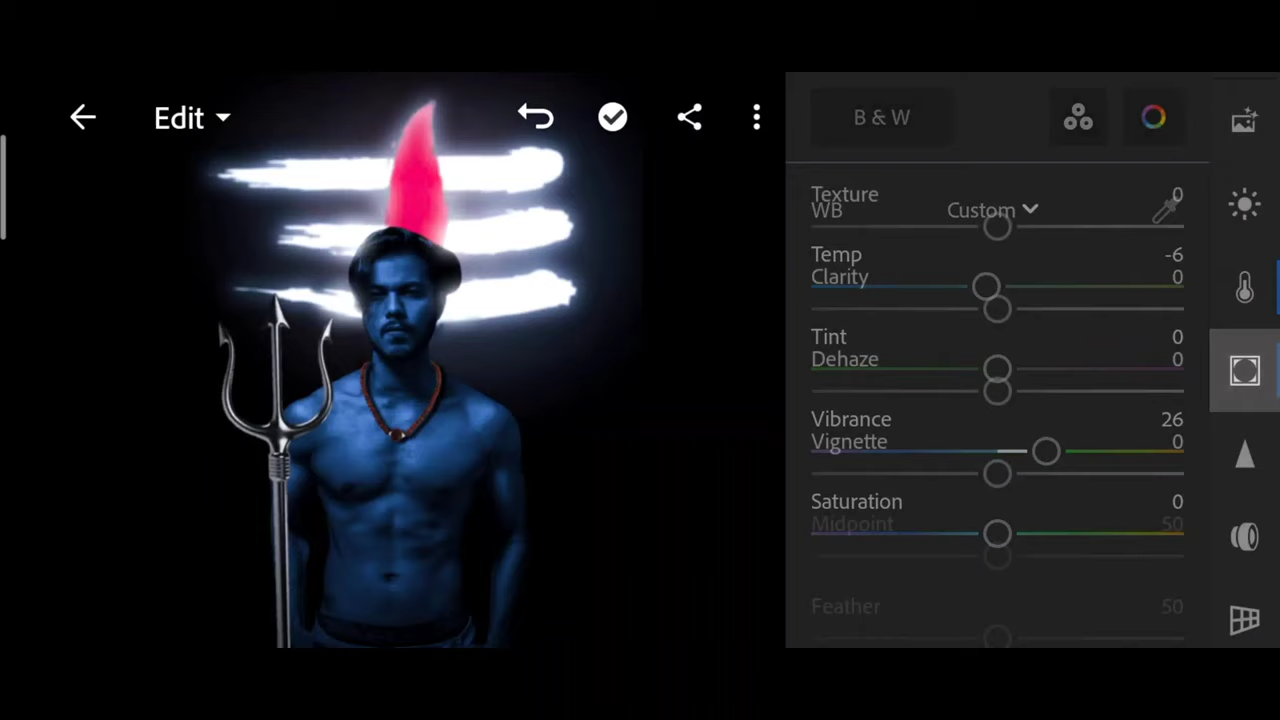 Edit
B & W
Texture 0
WB Custom
Temp -6
Clarity 0
Tint 0
Dehaze 0
Vibrance 26
Vignette 0
Saturation 0
Midpoint 50
Feather 50